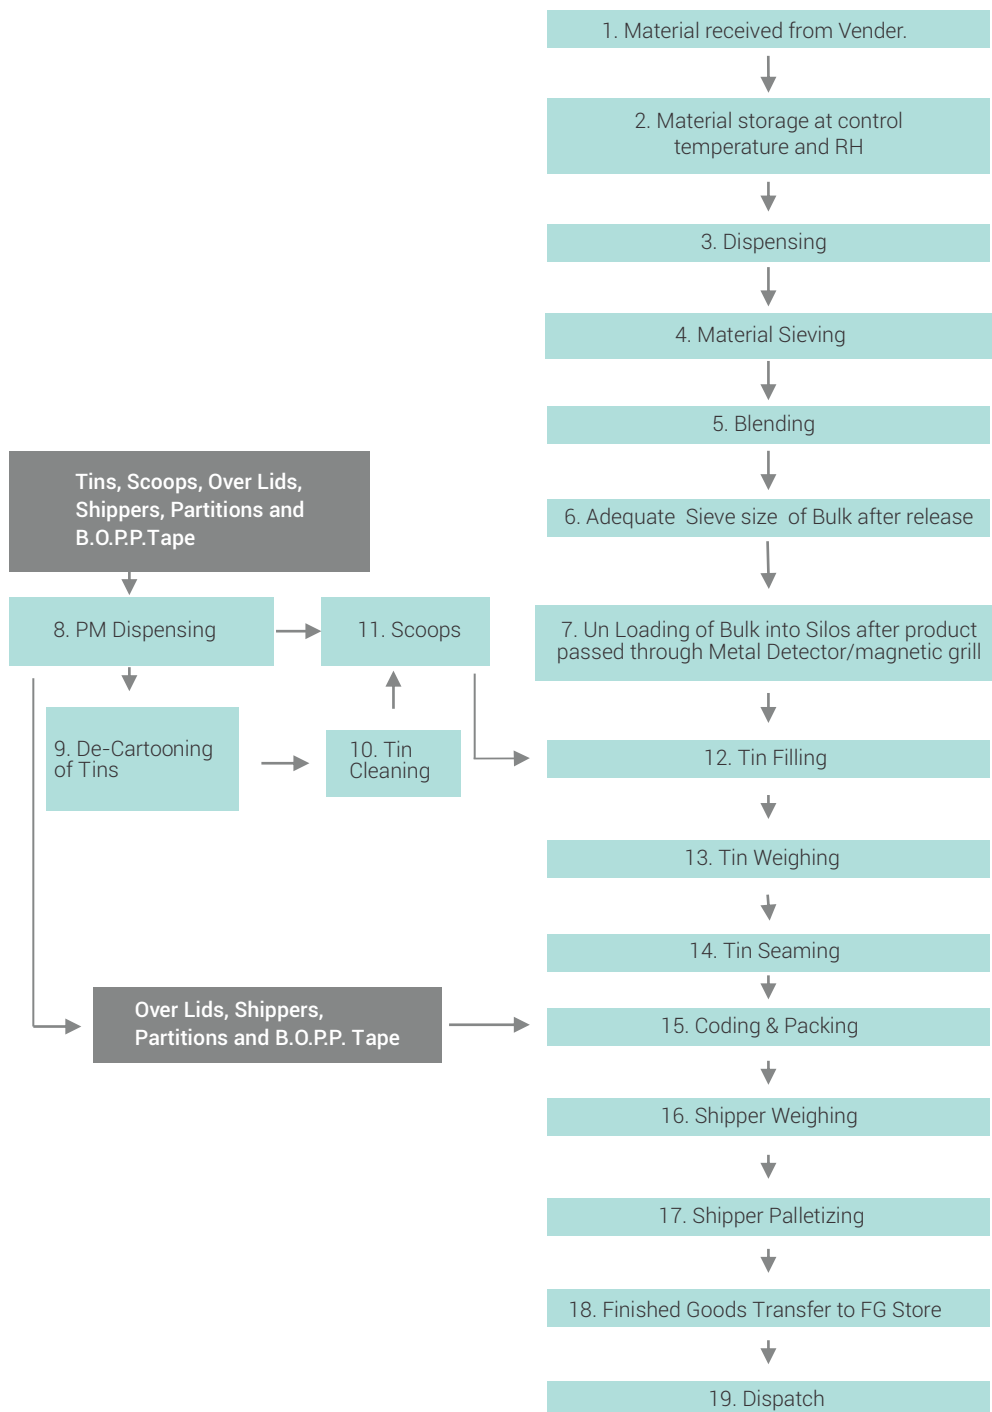 1. Material received from Vender.
2. Material storage at control
temperature and RH
3. Dispensing
4. Material Sieving
5. Blending
Tins, Scoops, Over Lids,
Shippers, Partitions and
B.O.P.P.Tape
6. Adequate Sieve size of Bulk after release
8. PM Dispensing
11. Scoops
7. Un Loading of Bulk into Silos after product
passed through Metal Detector/magnetic grill
9. De-Cartooning
of Tins
10. Tin
Cleaning
12. Tin Filling
13. Tin Weighing
14. Tin Seaming
Over Lids, Shippers,
Partitions and B.O.P.P. Tape
15. Coding & Packing
16. Shipper Weighing
17. Shipper Palletizing
18. Finished Goods Transfer to FG Store
19. Dispatch